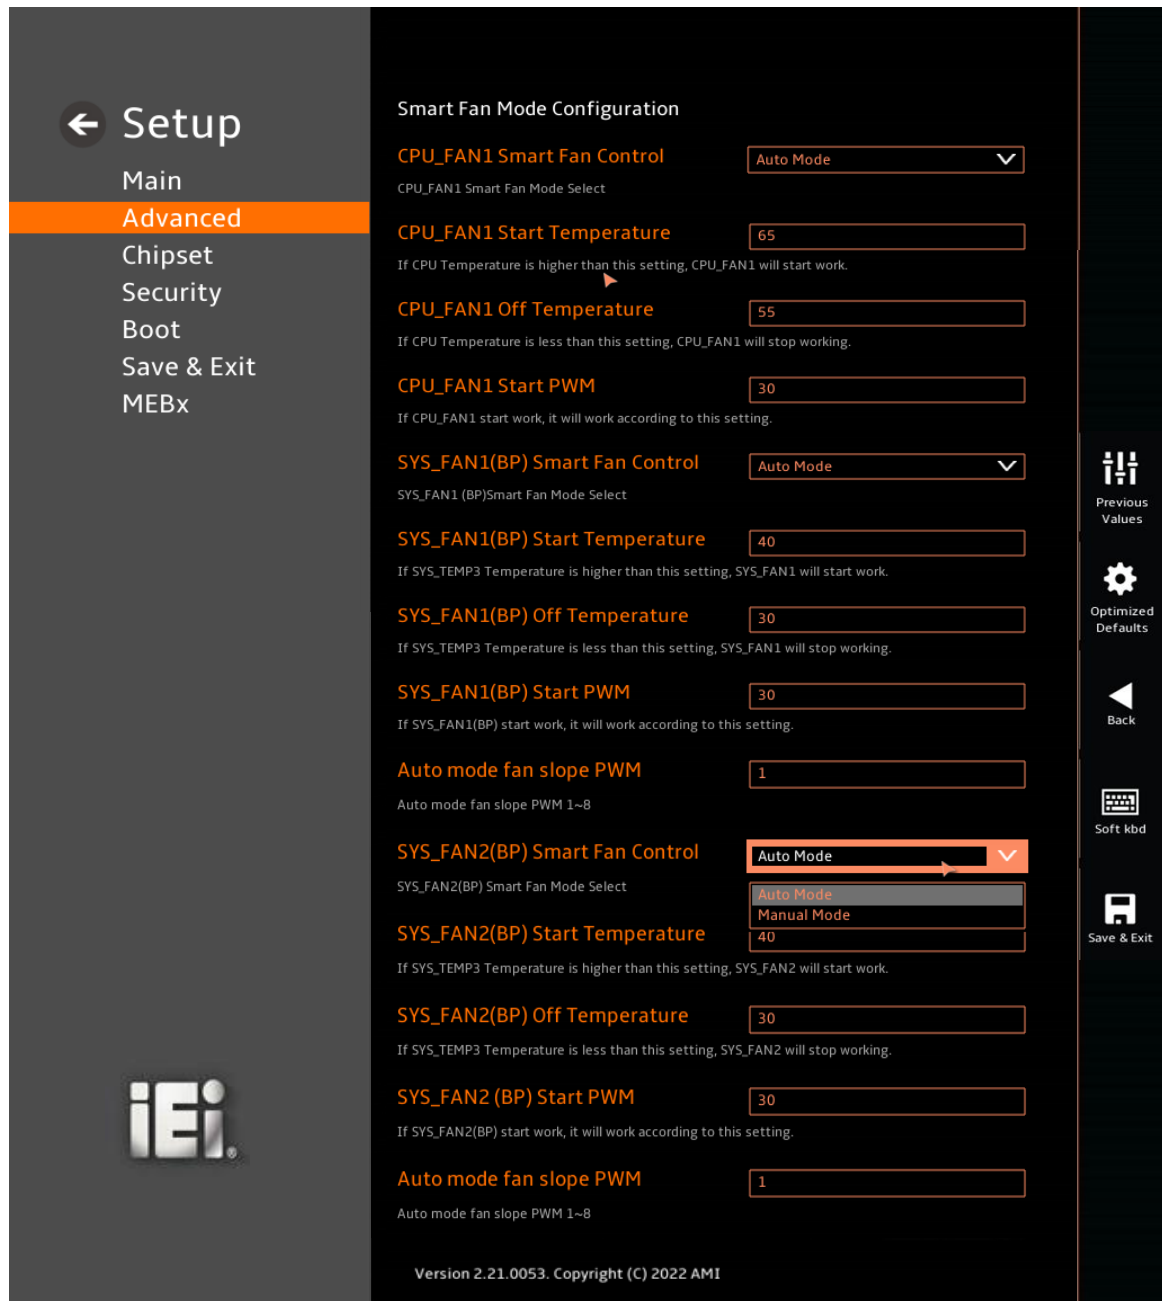 Setup
Main
Advanced
Chipset
Security
Boot
Save & Exit
MEBx
iEi
Smart Fan Mode Configuration
CPU_FAN1 Smart Fan Control
Auto Mode
CPU_FAN1 Smart Fan Mode Select
CPU_FAN1 Start Temperature
65
If CPU Temperature is higher than this setting, CPU_FAN1 will start work.
CPU_FAN1 Off Temperature
55
If CPU Temperature is less than this setting, CPU_FAN1 will stop working.
CPU_FAN1 Start PWM
30
If CPU_FAN1 start work, it will work according to this setting.
SYS_FAN1(BP) Smart Fan Control
Auto Mode
SYS_FAN1 (BP)Smart Fan Mode Select
SYS_FAN1(BP) Start Temperature
40
If SYS_TEMP3 Temperature is higher than this setting, SYS_FAN1 will start work.
SYS_FAN1(BP) Off Temperature
30
If SYS_TEMP3 Temperature is less than this setting, SYS_FAN1 will stop working.
SYS_FAN1(BP) Start PWM
30
If SYS_FAN1(BP) start work, it will work according to this setting.
Auto mode fan slope PWM
1
Auto mode fan slope PWM 1~8
SYS_FAN2(BP) Smart Fan Control
Auto Mode
SYS_FAN2(BP) Smart Fan Mode Select
Auto Mode
Manual Mode
SYS_FAN2(BP) Start Temperature
40
If SYS_TEMP3 Temperature is higher than this setting, SYS_FAN2 will start work.
SYS_FAN2(BP) Off Temperature
30
If SYS_TEMP3 Temperature is less than this setting, SYS_FAN2 will stop working.
SYS_FAN2 (BP) Start PWM
30
If SYS_FAN2(BP) start work, it will work according to this setting.
Auto mode fan slope PWM
1
Auto mode fan slope PWM 1~8
Version 2.21.0053. Copyright (C) 2022 AMI
Previous
Values
Optimized
Defaults
Back
Soft kbd
Save & Exit